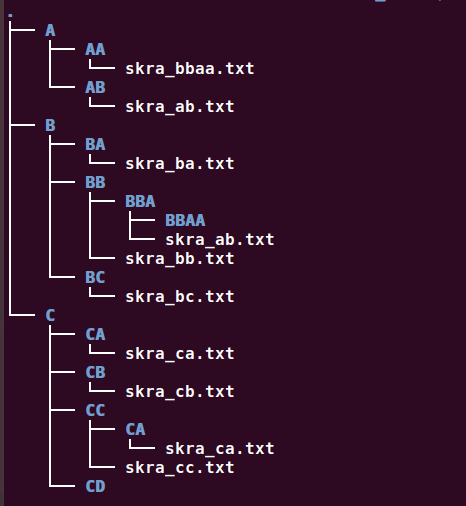 .
├── A
│   ├── AA
│   │   └── skra_bbaa.txt
│   └── AB
│       └── skra_ab.txt
├── B
│   ├── BA
│   │   └── skra_ba.txt
│   ├── BB
│   │   ├── BBA
│   │   │   ├── BBAA
│   │   │   └── skra_ab.txt
│   │   └── skra_bb.txt
│   └── BC
│       └── skra_bc.txt
└── C
    ├── CA
    │   └── skra_ca.txt
    ├── CB
    │   └── skra_cb.txt
    ├── CC
    │   ├── CA
    │   │   └── skra_ca.txt
    │   └── skra_cc.txt
    └── CD